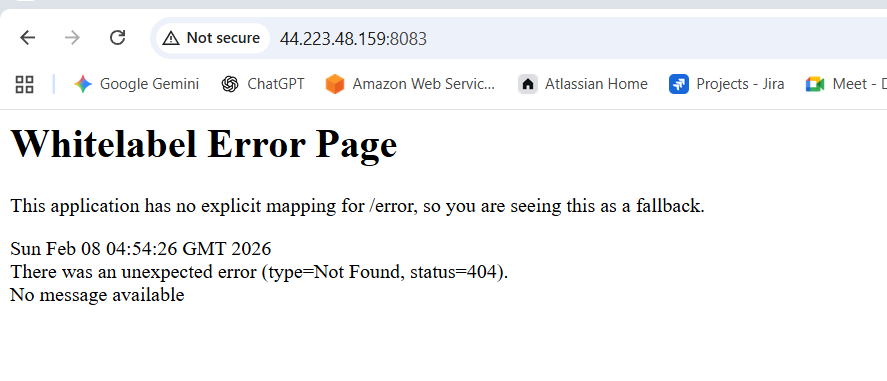 Not secure 44.223.48.159:8083
Google Gemini ChatGPT Amazon Web Servic... Atlassian Home Projects - Jira Meet -
Whitelabel Error Page
This application has no explicit mapping for /error, so you are seeing this as a fallback.
Sun Feb 08 04:54:26 GMT 2026
There was an unexpected error (type=Not Found, status=404).
No message available